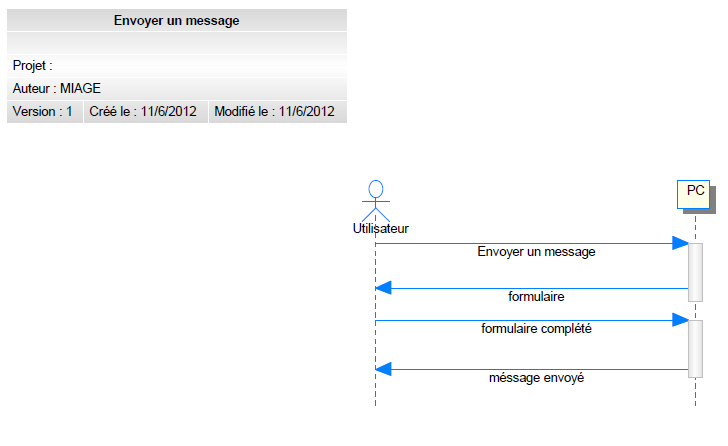 Envoyer un message
Projet :
Auteur : MIAGE
Version : 1 Créé le : 11/6/2012 Modifié le : 11/6/2012
PC
Utilisateur
Envoyer un message
formulaire
formulaire complété
méssage envoyé